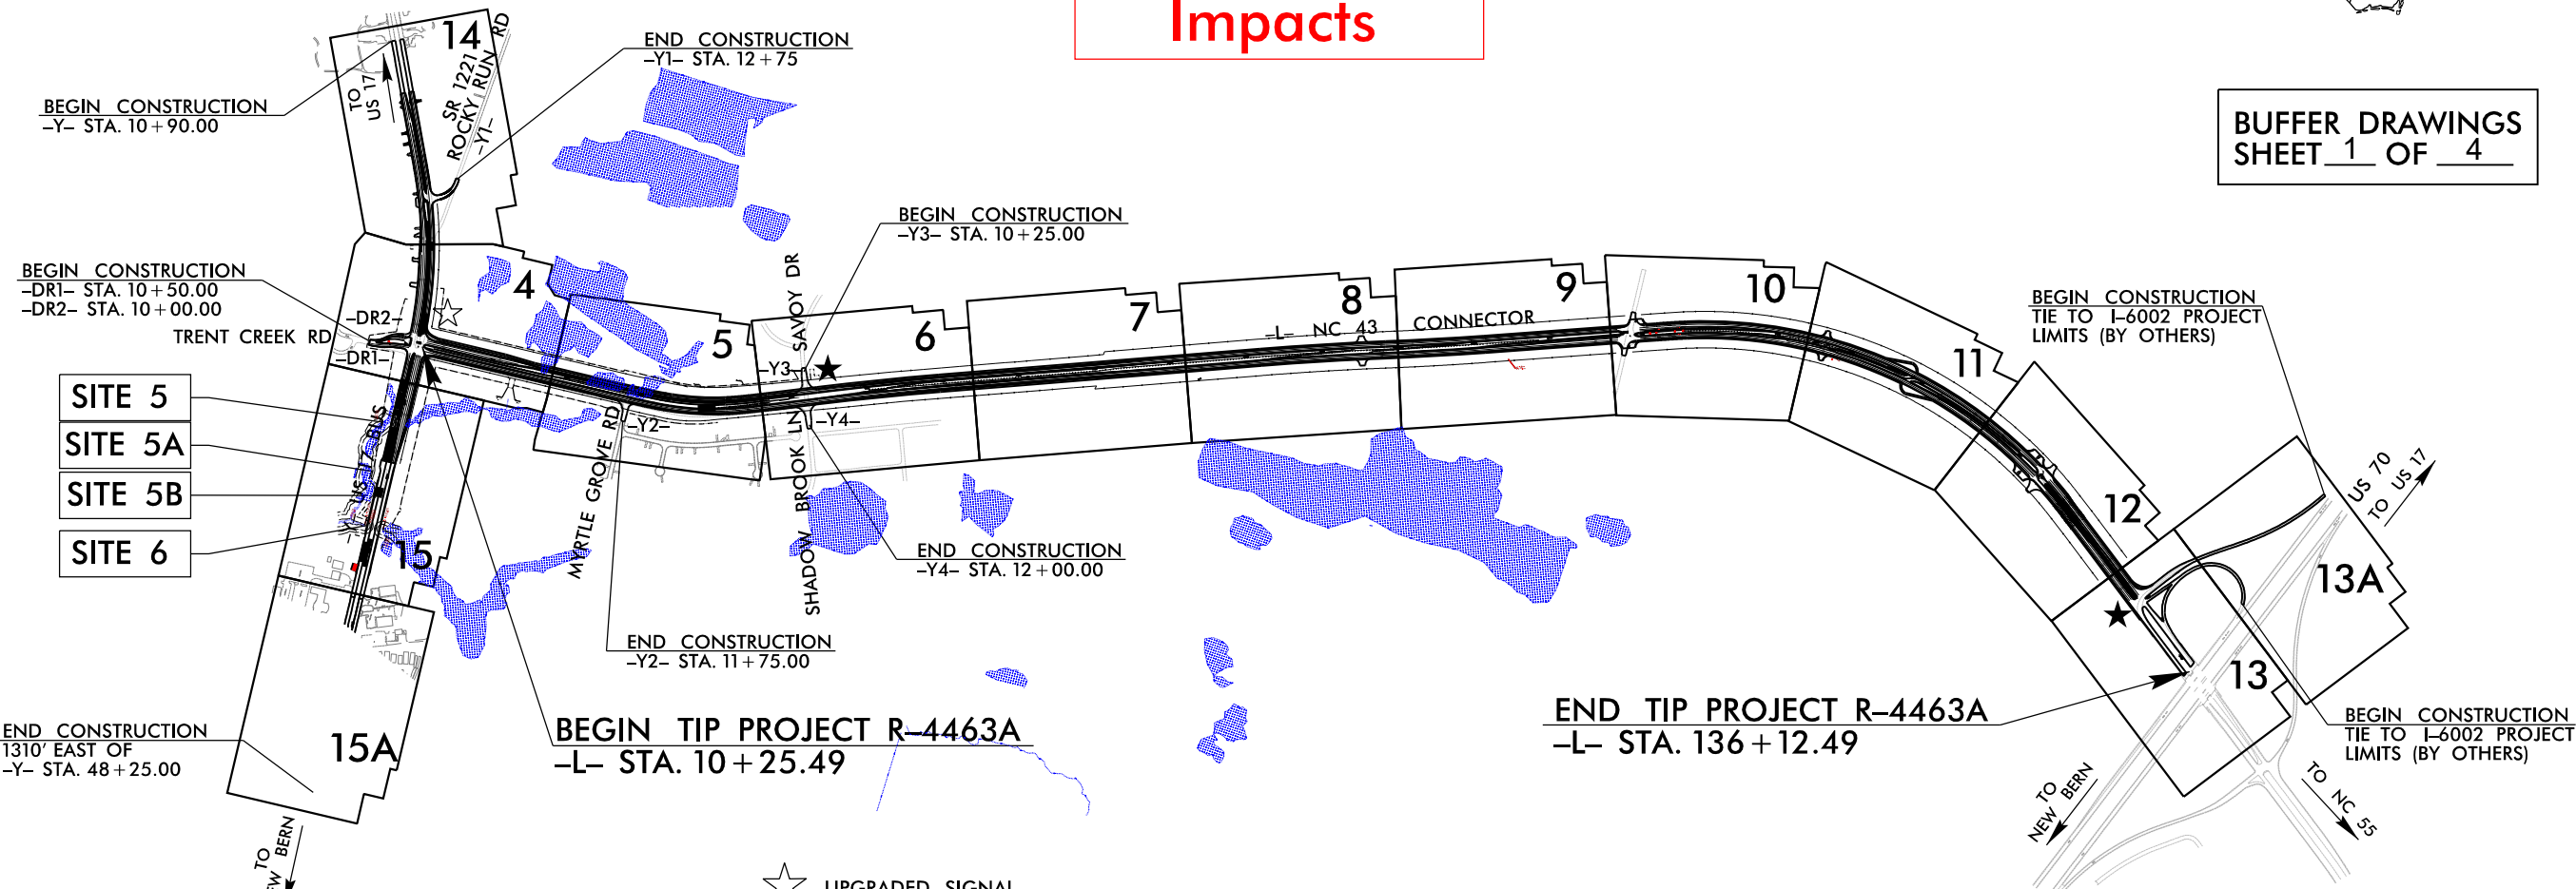 Impacts
BUFFER DRAWINGS
SHEET 1 OF 4
14
END CONSTRUCTION
-Y1- STA. 12+75
BEGIN CONSTRUCTION
-Y- STA. 10+90.00
TO
US 17
SR 1221
ROCKY RUN RD
-Y1-
BEGIN CONSTRUCTION
-Y3- STA. 10+25.00
BEGIN CONSTRUCTION
-DR1- STA. 10+50.00
-DR2- STA. 10+00.00
TRENT CREEK RD
-DR2-
-DR1-
4
5
6
7
8
9
10
11
12
13
13A
-L- NC 43 CONNECTOR
SAVOY DR
-Y3-
-Y4-
-Y2-
BEGIN CONSTRUCTION
TIE TO I-6002 PROJECT
LIMITS (BY OTHERS)
SITE 5
SITE 5A
SITE 5B
SITE 6
US 17 BUS
15
MYRTLE GROVE RD
SHADOW BROOK LN
END CONSTRUCTION
-Y4- STA. 12+00.00
END CONSTRUCTION
-Y2- STA. 11+75.00
US 70
TO US 17
BEGIN TIP PROJECT R-4463A
-L- STA. 10+25.49
END TIP PROJECT R-4463A
-L- STA. 136+12.49
BEGIN CONSTRUCTION
TIE TO I-6002 PROJECT
LIMITS (BY OTHERS)
END CONSTRUCTION
1310' EAST OF
-Y- STA. 48+25.00
15A
TO
NEW BERN
TO NC 55
TO
UPGRADED SIGNAL